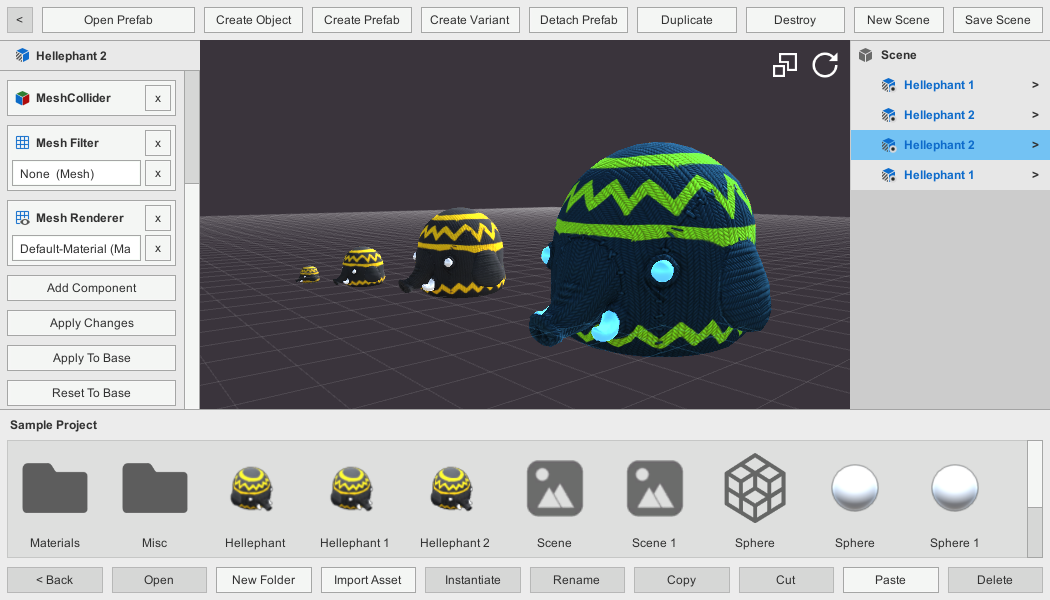 < Open Prefab Create Object Create Prefab Create Variant Detach Prefab Duplicate Destroy New Scene Save Scene
Hellephant 2
MeshCollider x
Mesh Filter x
None (Mesh) x
Mesh Renderer x
Default-Material (Ma x
Add Component
Apply Changes
Apply To Base
Reset To Base
Scene
Hellephant 1 >
Hellephant 2 >
Hellephant 2 >
Hellephant 1 >
Sample Project
Materials Misc Hellephant Hellephant 1 Hellephant 2 Scene Scene 1 Sphere Sphere Sphere 1
< Back Open New Folder Import Asset Instantiate Rename Copy Cut Paste Delete